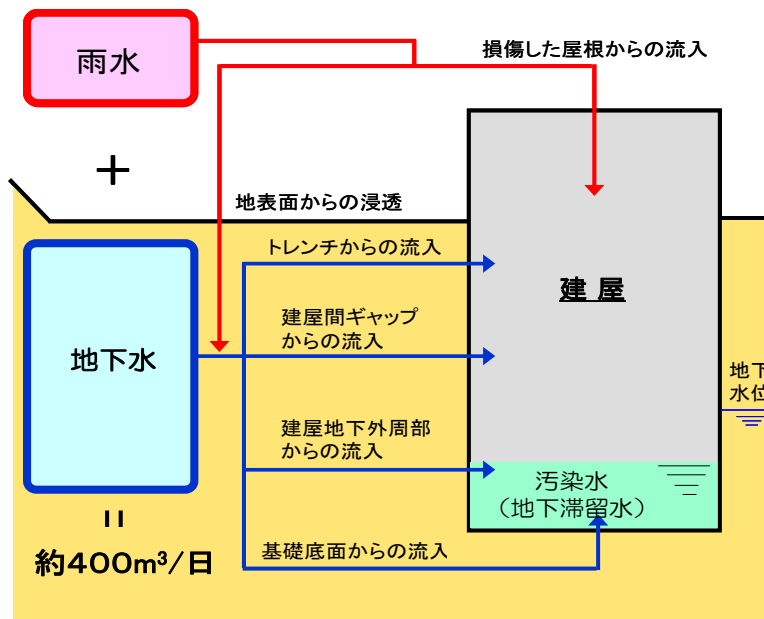 雨水
損傷した屋根からの流入
＋
地表面からの浸透
トレンチからの流入
建屋
建屋間ギャップ
からの流入
地下水
地下
水位
建屋地下外周部
からの流入
汚染水
（地下滞留水）
＝
約400m³/日
基礎底面からの流入